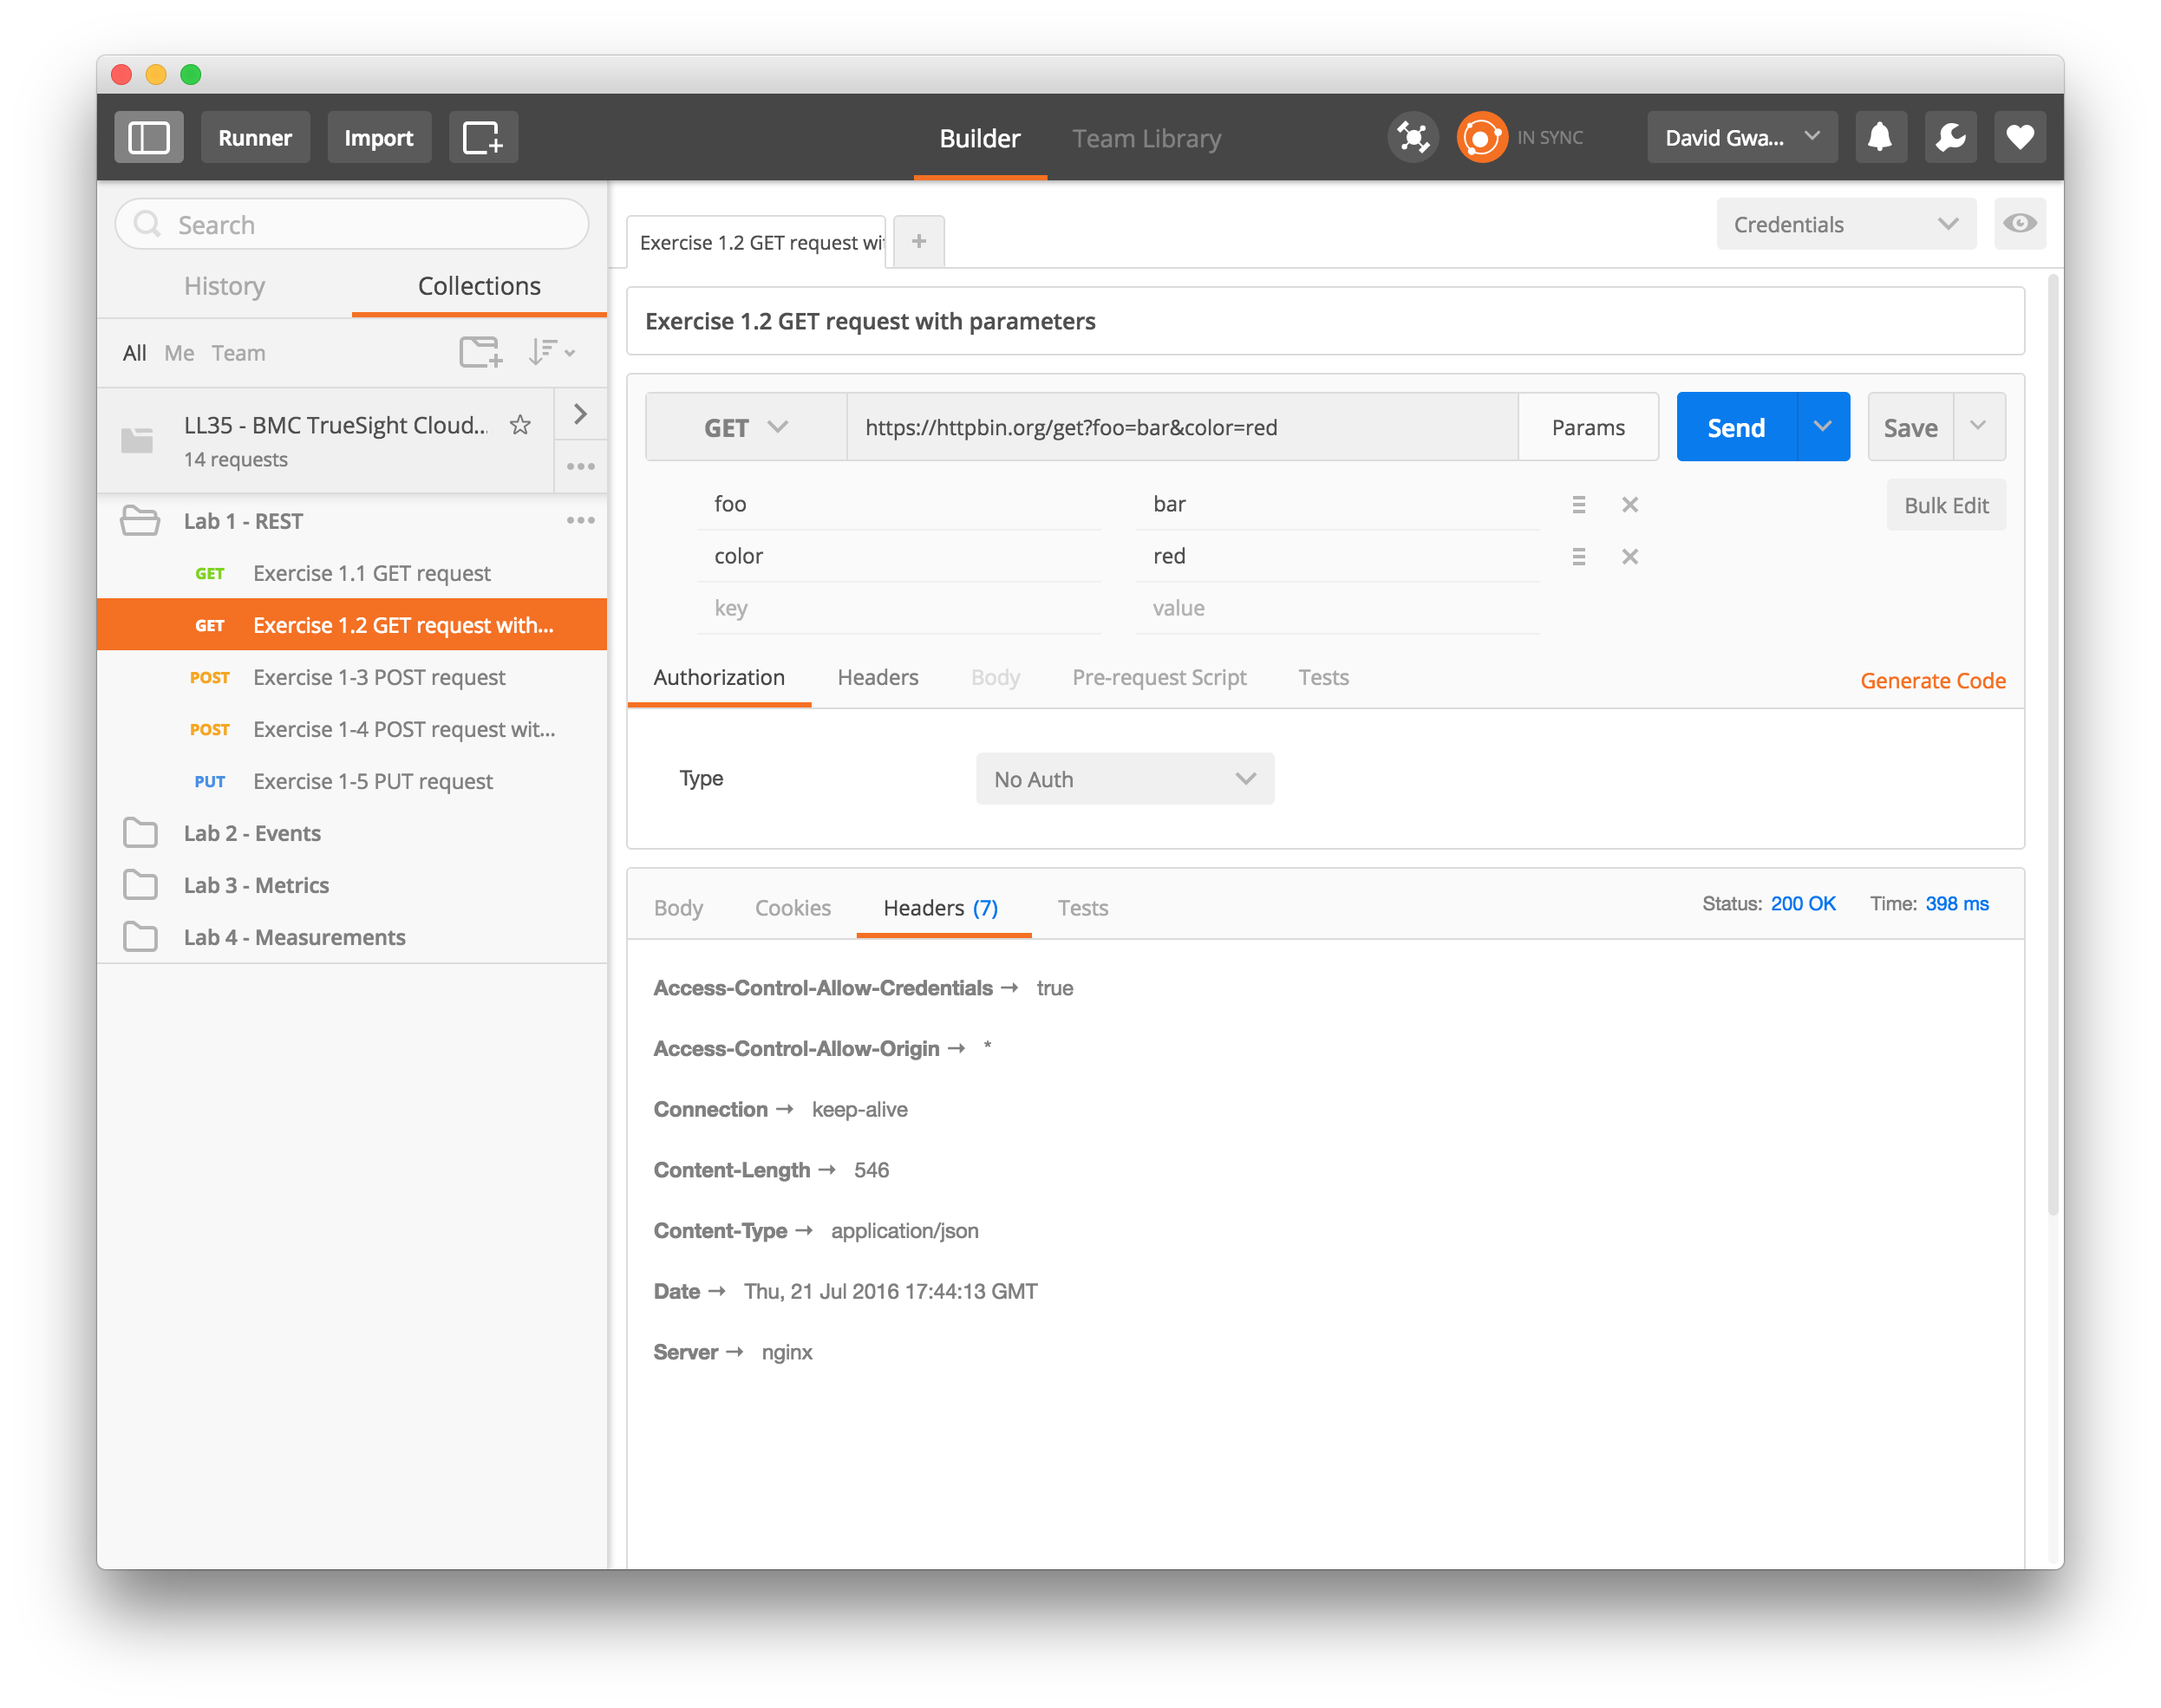 Runner Import Builder Team Library IN SYNC David Gwa...
Search
History Collections
All Me Team
LL35 - BMC TrueSight Cloud..
14 requests
Lab 1 - REST
GET Exercise 1.1 GET request
GET Exercise 1.2 GET request with...
POST Exercise 1-3 POST request
POST Exercise 1-4 POST request wit...
PUT Exercise 1-5 PUT request
Lab 2 - Events
Lab 3 - Metrics
Lab 4 - Measurements
Exercise 1.2 GET request wi + Credentials
Exercise 1.2 GET request with parameters
GET https://httpbin.org/get?foo=bar&color=red Params Send Save
foo bar Bulk Edit
color red
key value
Authorization Headers Body Pre-request Script Tests Generate Code
Type No Auth
Body Cookies Headers (7) Tests Status: 200 OK Time: 398 ms
Access-Control-Allow-Credentials → true
Access-Control-Allow-Origin → *
Connection → keep-alive
Content-Length → 546
Content-Type → application/json
Date → Thu, 21 Jul 2016 17:44:13 GMT
Server → nginx